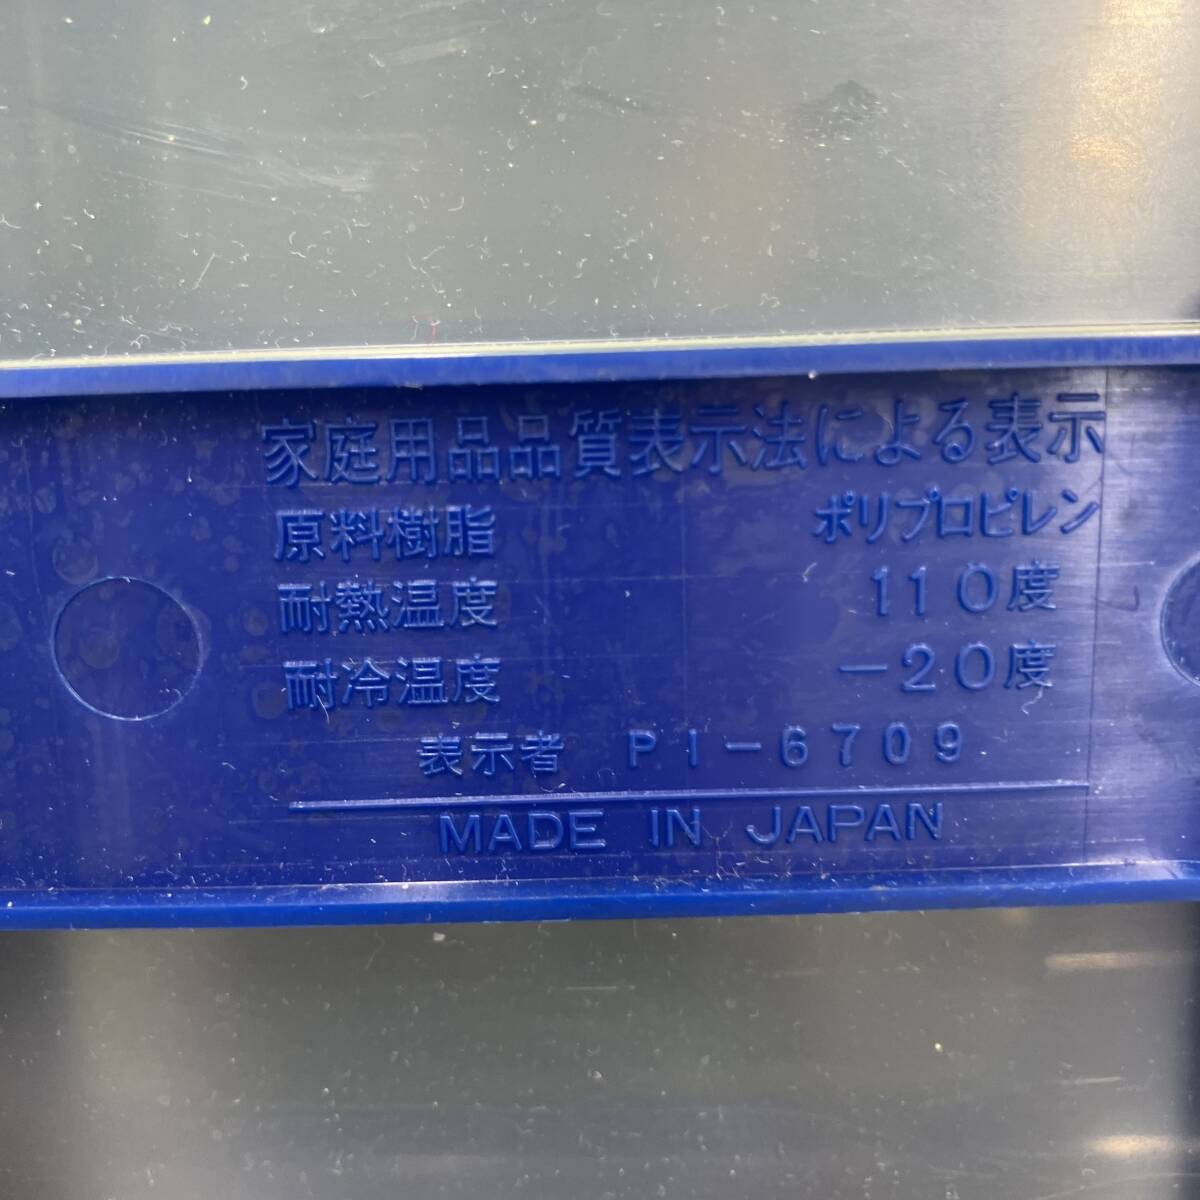 家庭用品品質表示法による表示
原料樹脂 ポリプロピレン
耐熱温度 110度
耐冷温度 -20度
表示者 PI-6709
MADE IN JAPAN